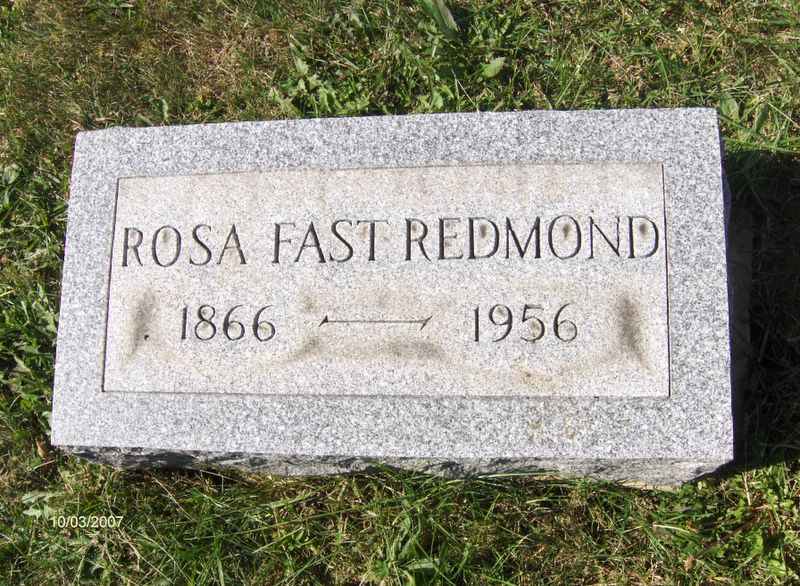 ROSA FAST REDMOND
1866 — 1956
10/03/2007